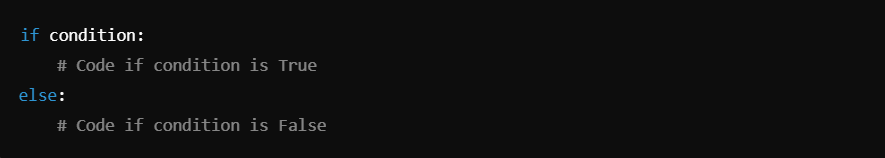 if condition:
    # Code if condition is True
else:
    # Code if condition is False